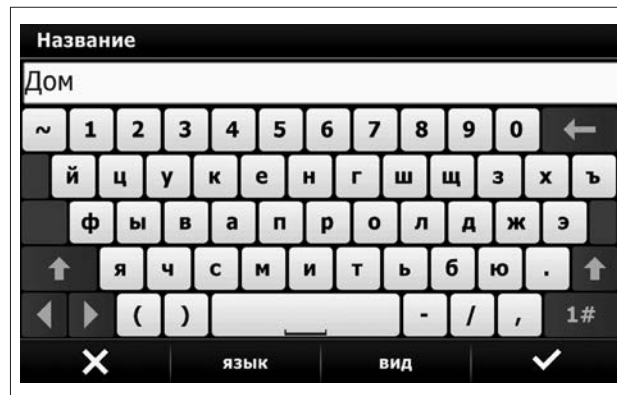 Название
Дом
~ 1 2 3 4 5 6 7 8 9 0
й ц у к е н г ш щ з х ъ
ф ы в а п р о л д ж э
я ч с м и т ь б ю .
( ) - / , 1#
язык вид